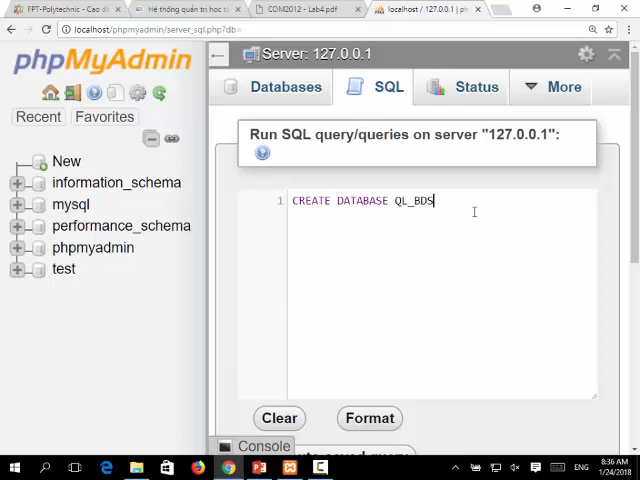 FPT-Polytechnic - Cao đ
Hệ thống quản trị học t
COM2012 - Lab4.pdf
localhost / 127.0.0.1 | ph
localhost/phpmyadmin/server_sql.php?db=
phpMyAdmin
Recent
Favorites
New
information_schema
mysql
performance_schema
phpmyadmin
test
Server: 127.0.0.1
Databases
SQL
Status
More
Run SQL query/queries on server "127.0.0.1":
1 CREATE DATABASE QL_BDS
Clear
Format
Console
auto-saved query
ENG
8:36 AM
1/24/2018